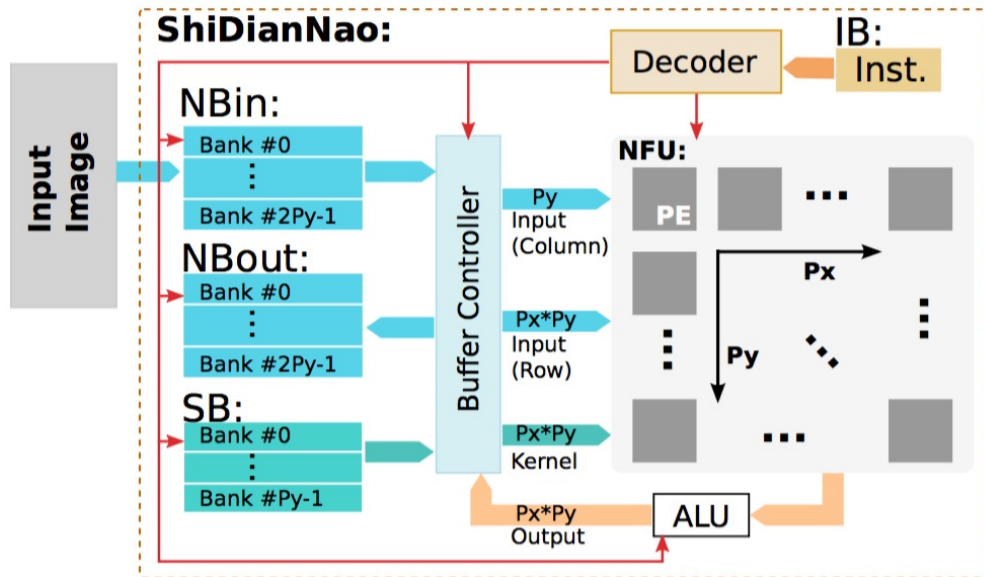 ShiDianNao:
IB:
Decoder
Inst.
Input
Image
NBin:
Bank #0
Bank #2Py-1
NBout:
Bank #0
Bank #2Py-1
SB:
Bank #0
Bank #Py-1
Buffer Controller
Py
Input
(Column)
Px*Py
Input
(Row)
Px*Py
Kernel
Px*Py
Output
NFU:
PE
Px
Py
ALU